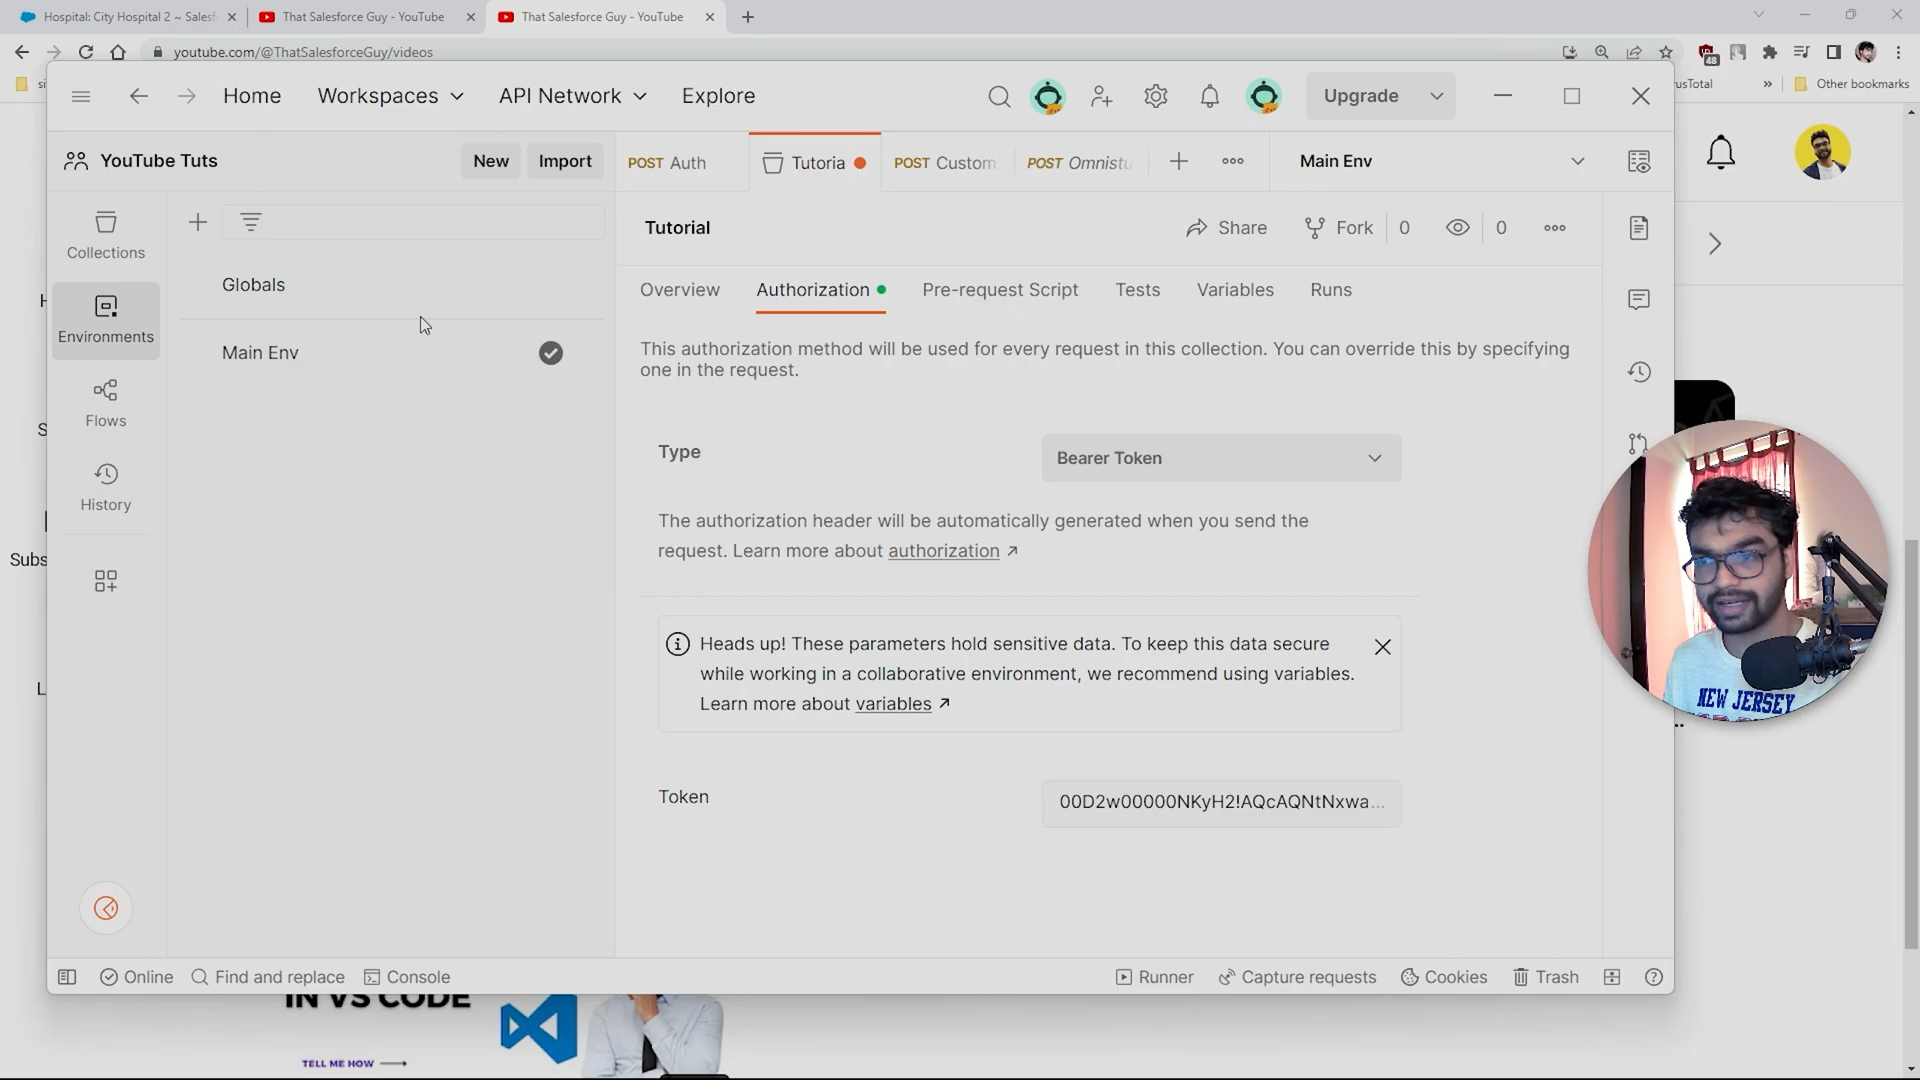 Hospital: City Hospital 2 ~ Salesf
That Salesforce Guy - YouTube
That Salesforce Guy - YouTube
youtube.com/@ThatSalesforceGuy/videos
48
si
usTotal
»
Other bookmarks
Home
Workspaces
API Network
Explore
Upgrade
YouTube Tuts
New
Import
POST Auth
Tutoria
POST Custom
POST Omnistu
Main Env
Collections
Environments
Flows
History
Globals
Main Env
Tutorial
Share
Fork
0
0
Overview
Authorization
Pre-request Script
Tests
Variables
Runs
This authorization method will be used for every request in this collection. You can override this by specifying
one in the request.
Type
Bearer Token
The authorization header will be automatically generated when you send the
request. Learn more about authorization ↗
Heads up! These parameters hold sensitive data. To keep this data secure
while working in a collaborative environment, we recommend using variables.
Learn more about variables ↗
Token
00D2w00000NKyH2!AQcAQNtNxwa...
H
S
Subs
L
NEW JERSEY
Online
Find and replace
Console
Runner
Capture requests
Cookies
Trash
IN VS CODE
TELL ME HOW